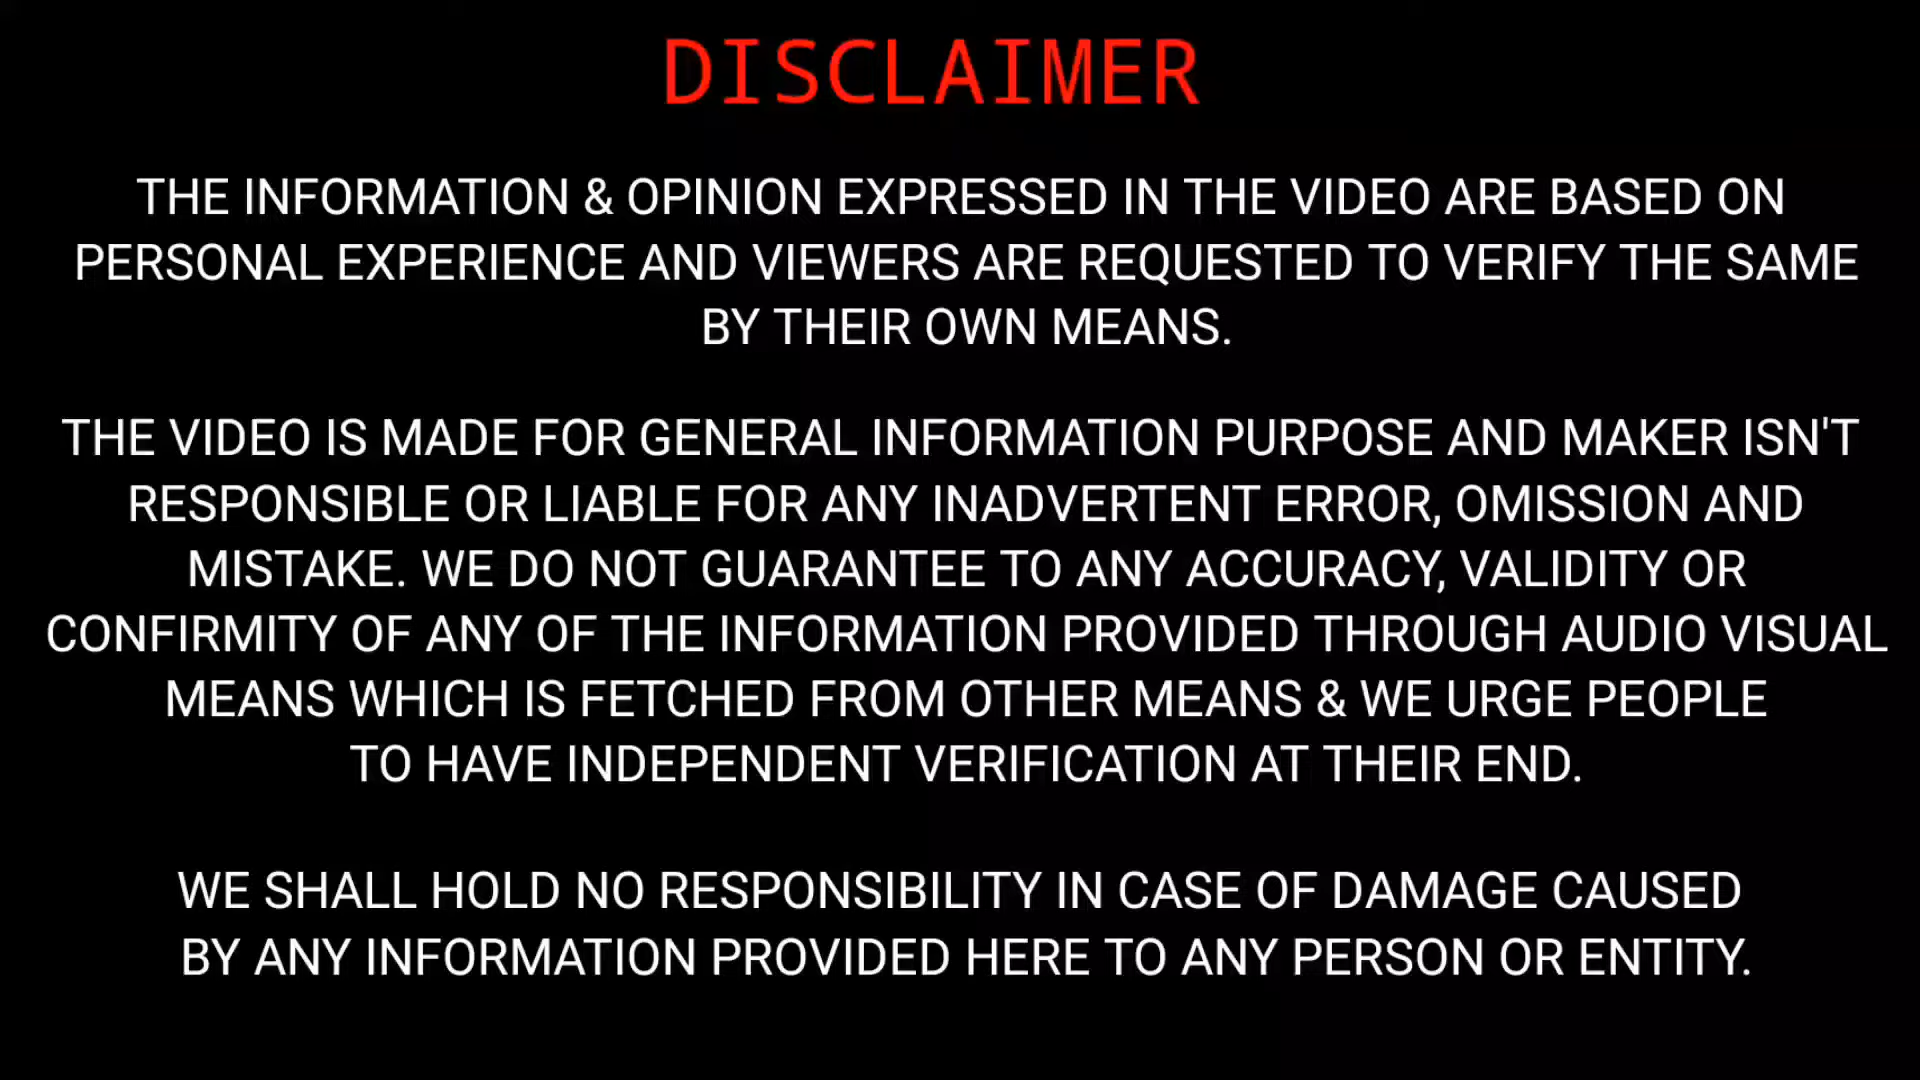 DISCLAIMER
THE INFORMATION & OPINION EXPRESSED IN THE VIDEO ARE BASED ON
PERSONAL EXPERIENCE AND VIEWERS ARE REQUESTED TO VERIFY THE SAME
BY THEIR OWN MEANS.
THE VIDEO IS MADE FOR GENERAL INFORMATION PURPOSE AND MAKER ISN'T
RESPONSIBLE OR LIABLE FOR ANY INADVERTENT ERROR, OMISSION AND
MISTAKE. WE DO NOT GUARANTEE TO ANY ACCURACY, VALIDITY OR
CONFIRMITY OF ANY OF THE INFORMATION PROVIDED THROUGH AUDIO VISUAL
MEANS WHICH IS FETCHED FROM OTHER MEANS & WE URGE PEOPLE
TO HAVE INDEPENDENT VERIFICATION AT THEIR END.
WE SHALL HOLD NO RESPONSIBILITY IN CASE OF DAMAGE CAUSED
BY ANY INFORMATION PROVIDED HERE TO ANY PERSON OR ENTITY.